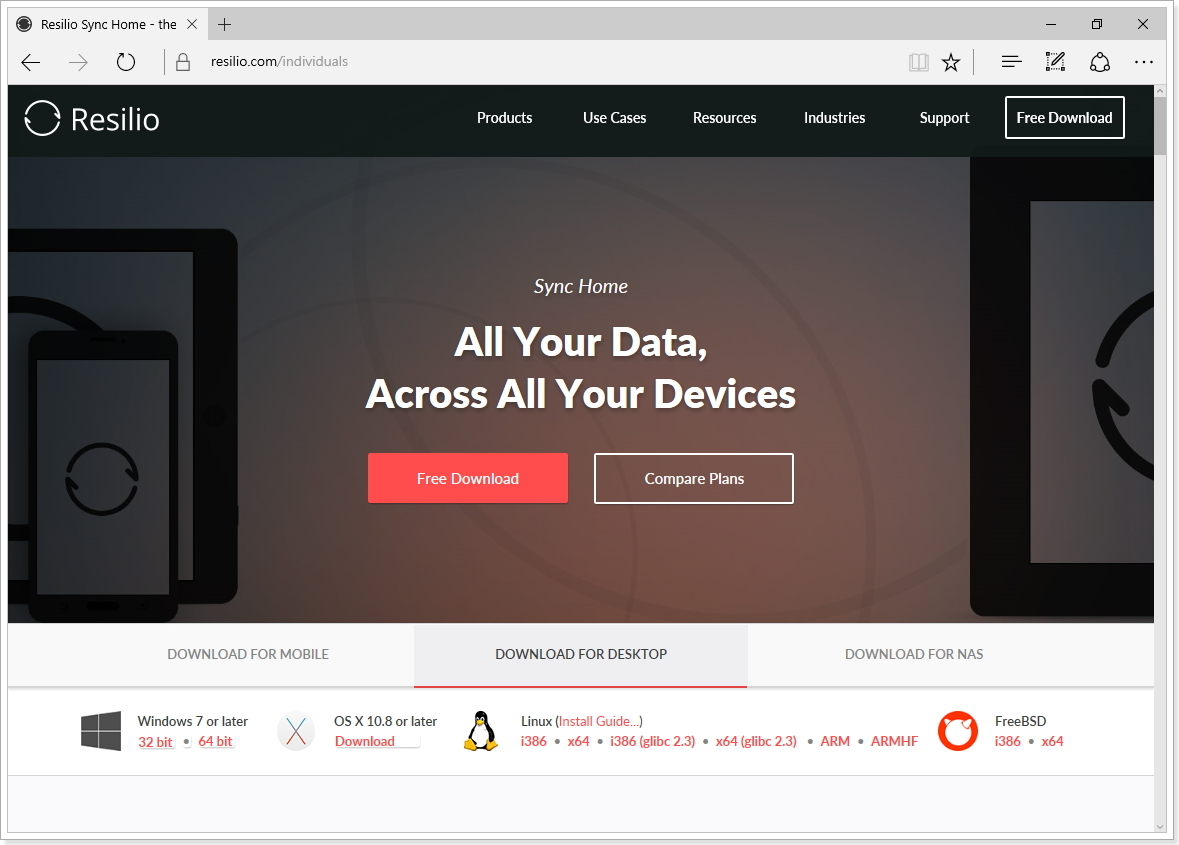 Resilio Sync Home - the
resilio.com/individuals
Resilio
Products Use Cases Resources Industries Support Free Download
Sync Home
All Your Data,
Across All Your Devices
Free Download Compare Plans
DOWNLOAD FOR MOBILE DOWNLOAD FOR DESKTOP DOWNLOAD FOR NAS
Windows 7 or later OS X 10.8 or later Linux (Install Guide...) FreeBSD
32 bit • 64 bit Download i386 • x64 • i386 (glibc 2.3) • x64 (glibc 2.3) • ARM • ARMHF i386 • x64